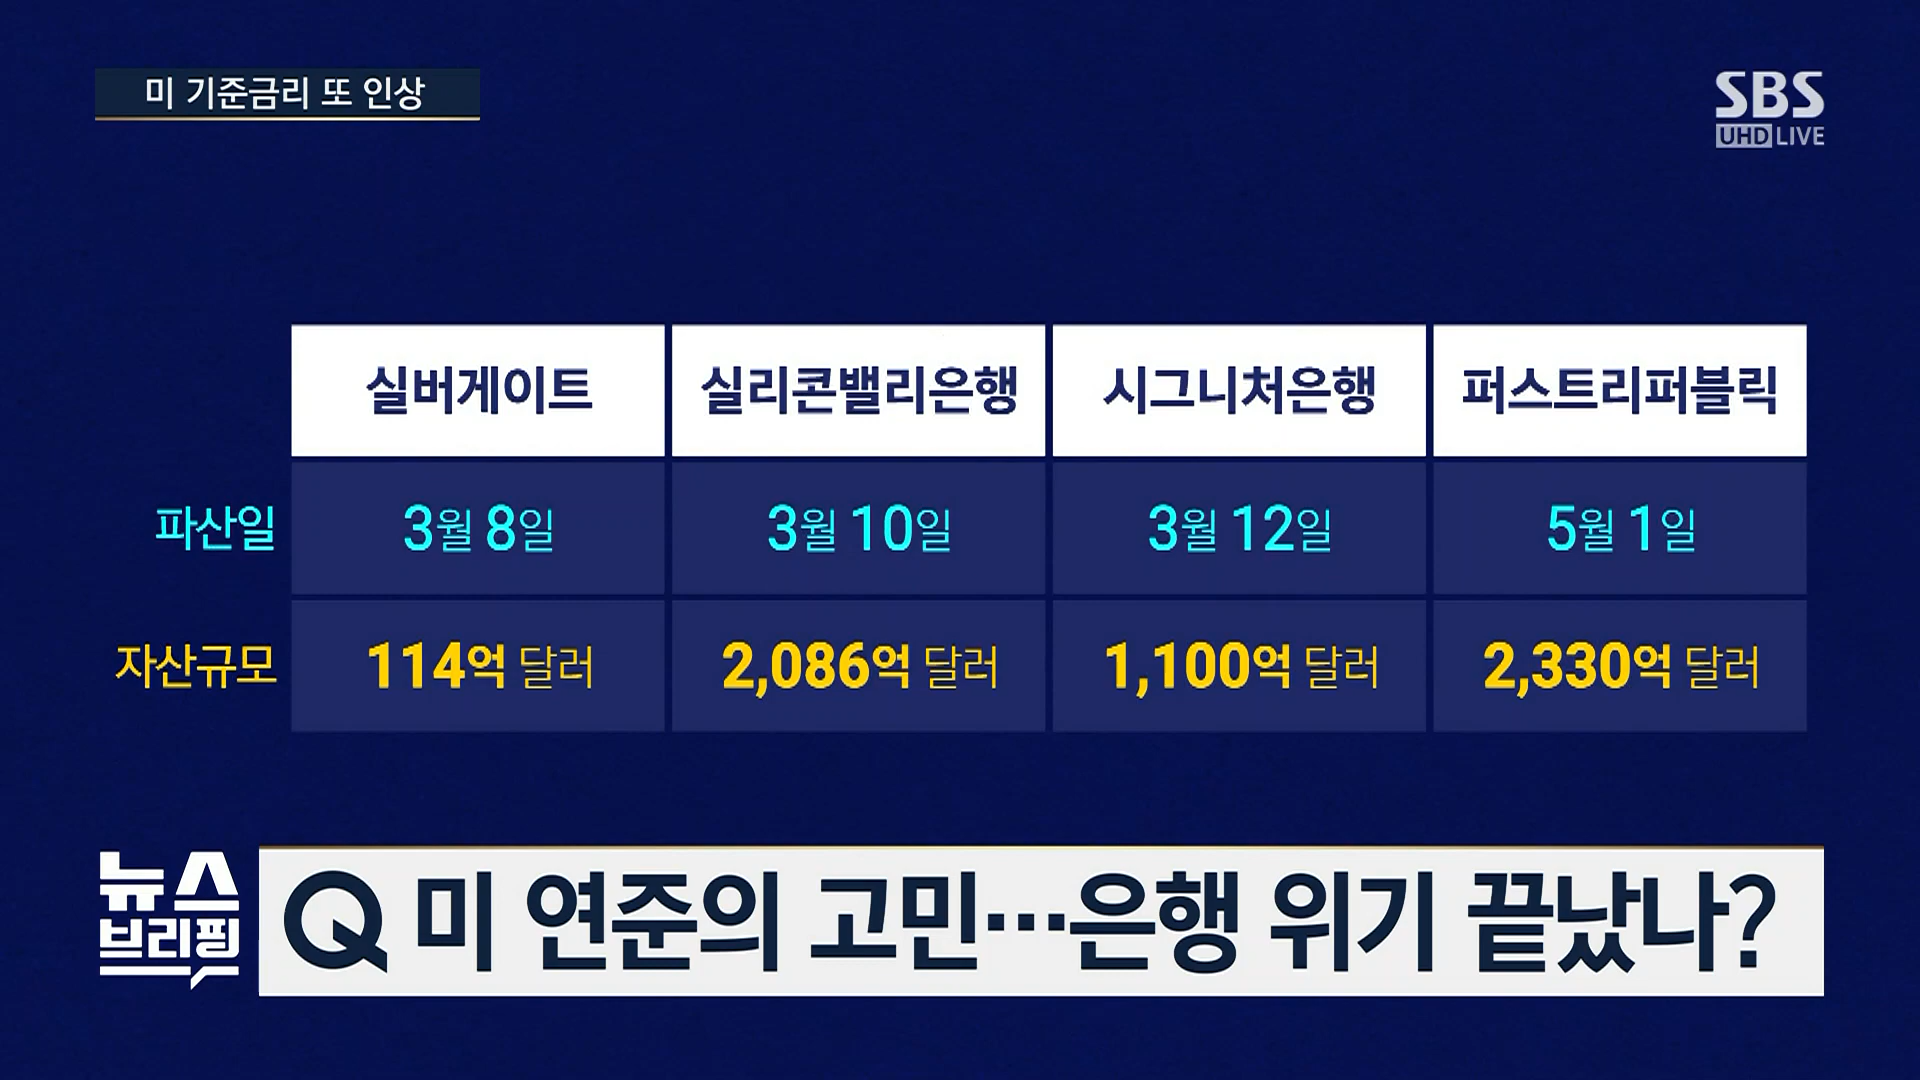 미 기준금리 또 인상
SBS
UHD LIVE
실버게이트 실리콘밸리은행 시그니처은행 퍼스트리퍼블릭
파산일 3월 8일 3월 10일 3월 12일 5월 1일
자산규모 114억 달러 2,086억 달러 1,100억 달러 2,330억 달러
뉴스
브리핑
Q 미 연준의 고민…은행 위기 끝났나?